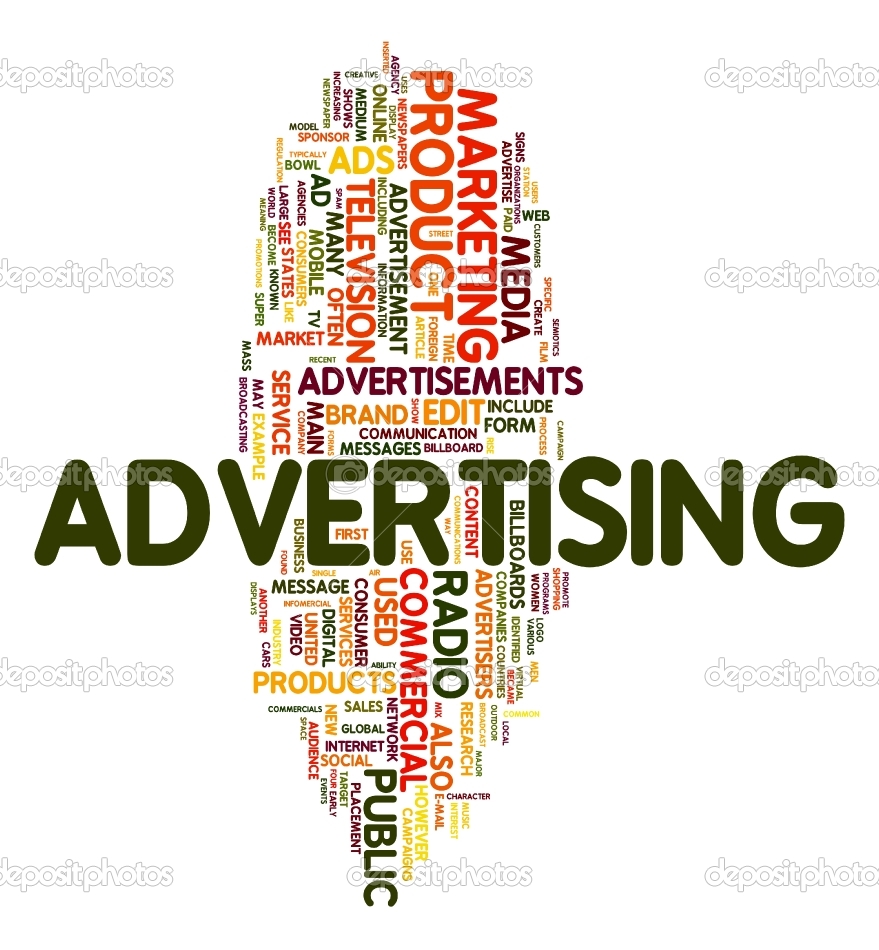 depositphotos depositphotos depositphotos
INSERTED
AGENCY
CREATIVE
USES
INCREASING
NEWSPAPER
SHOWS
MEDIUM
ONLINE
DISPLAY
NEWSPAPERS
PRODUCT
MARKETING
MODEL
SPONSOR
REGULATION
TYPICALLY
BOWL
ADS
SIGNS
ADVERTISE
ORGANIZATIONS
STATION
USERS
PAID
WEB
CUSTOMERS
MEANING
WORLD
LARGE
AGENCIES
AD
SPAM
TELEVISION
INCLUDING
ADVERTISEMENT
STREET
MEDIA
depositphotos depositphotos depositphotos
PROMOTIONS
BECOME
KNOWN
SEE
STATES
CONSUMERS
MOBILE
MANY
INFORMATION
ONE
SPECIFIC
SUPER
LIKE
TV
OFTEN
ARTICLE
FOREIGN
TIME
CREATE
SEMIOTICS
FILM
MARKET
MASS
RECENT
BROADCASTING
MAY
EXAMPLE
SERVICE
ADVERTISEMENTS
MAIN
COMPANY
BRAND
SHOW
EDIT
INCLUDE
FORM
PROCESS
CAMPAIGN
FORMS
COMMUNICATION
MESSAGES
BILLBOARD
RISE
depositphotos depositphotos depositphotos
ADVERTISING
BUSINESS
FIRST
USE
WAY
COMMUNICATIONS
CONTENT
BILLBOARDS
FOUND
SINGLE
AIR
DISPLAYS
ANOTHER
MESSAGE
INFOMERCIAL
CONSUMER
USED
COMMERCIAL
RADIO
ADVERTISERS
COMPANIES
WOMEN
PROGRAMS
SHOPPING
PROMOTE
CARS
INDUSTRY
VIDEO
UNITED
DIGITAL
SERVICES
IDENTIFIED
VARIOUS
LOGO
ABILITY
COUNTRIES
VIRTUAL
BECAME
MEN
depositphotos depositphotos depositphotos
PRODUCTS
COMMERCIALS
SPACE
NEW
SALES
NETWORK
MIX
RESEARCH
BROADCAST
OUTDOOR
COMMON
LOCAL
AUDIENCE
GLOBAL
INTERNET
SOCIAL
ALSO
MAJOR
EVENTS
FOUR
EARLY
TARGET
PLACEMENT
PUBLIC
HOWEVER
CAMPAIGNS
E-MAIL
CHARACTER
INTEREST
MUSIC
depositphotos depositphotos depositphotos